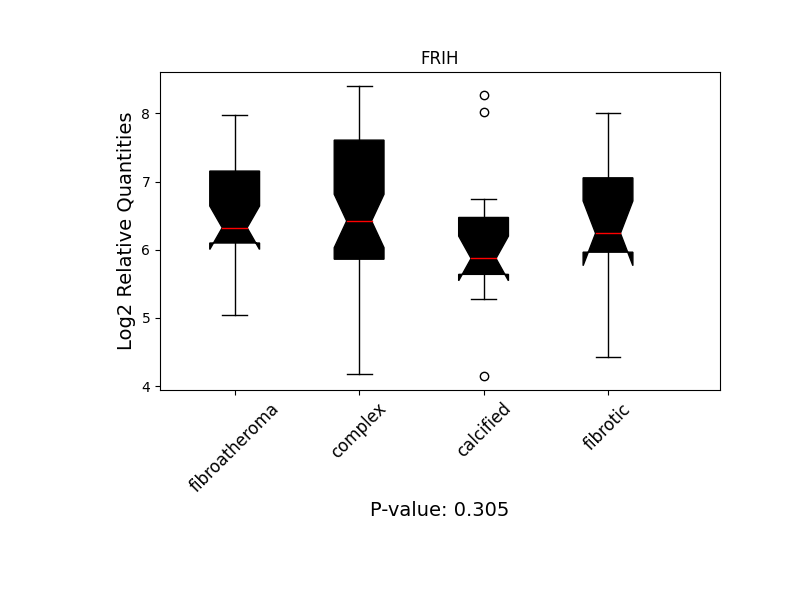 FRIH
Log2 Relative Quantities
8
7
6
5
4
fibroatheroma
complex
calcified
fibrotic
P-value: 0.305